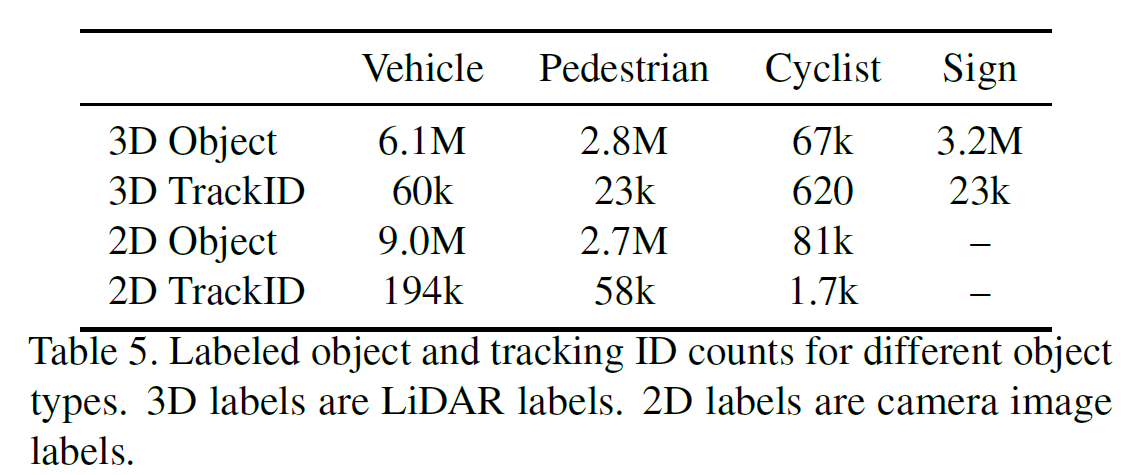 Vehicle Pedestrian Cyclist Sign
3D Object 6.1M 2.8M 67k 3.2M
3D TrackID 60k 23k 620 23k
2D Object 9.0M 2.7M 81k –
2D TrackID 194k 58k 1.7k –
Table 5. Labeled object and tracking ID counts for different object
types. 3D labels are LiDAR labels. 2D labels are camera image
labels.